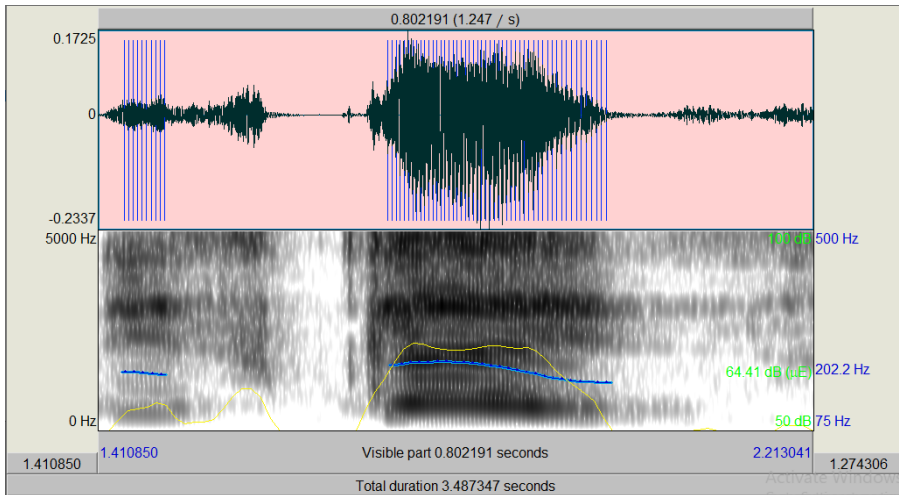 0.802191 (1.247 / s)
0.1725
0
-0.2337
5000 Hz
100 dB 500 Hz
64.41 dB (µE) 202.2 Hz
0 Hz
50 dB 75 Hz
1.410850 Visible part 0.802191 seconds 2.213041
1.410850 1.274306
Activate Windows
Total duration 3.487347 seconds